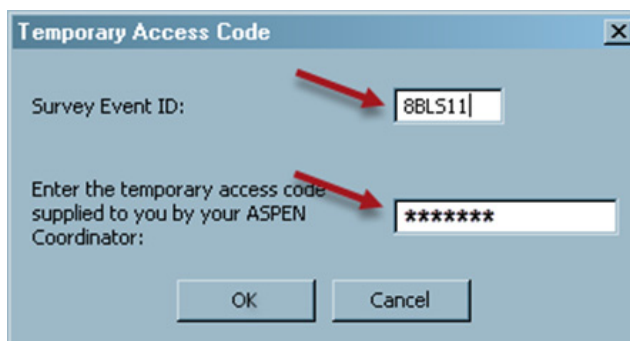 Temporary Access Code
Survey Event ID:
8BLS11
Enter the temporary access code
supplied to you by your ASPEN
Coordinator:
*******
OK
Cancel